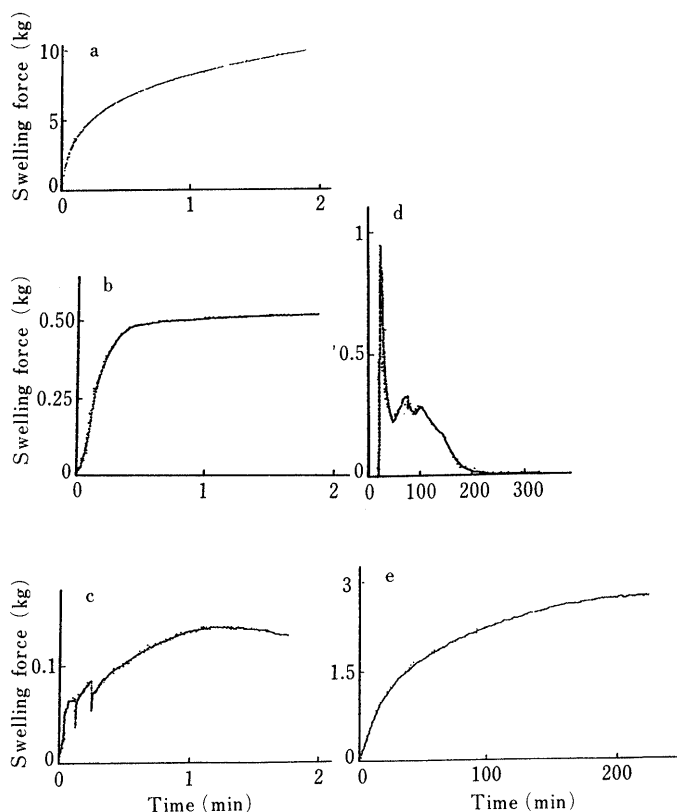 Swelling force (kg)
a
10
5
0
0 1 2
Swelling force (kg)
b
0.50
0.25
0
0 1 2
d
1
0.5
0 100 200 300
Swelling force (kg)
c
0.1
0
0 1 2
Time (min)
e
3
1.5
0
0 100 200
Time (min)